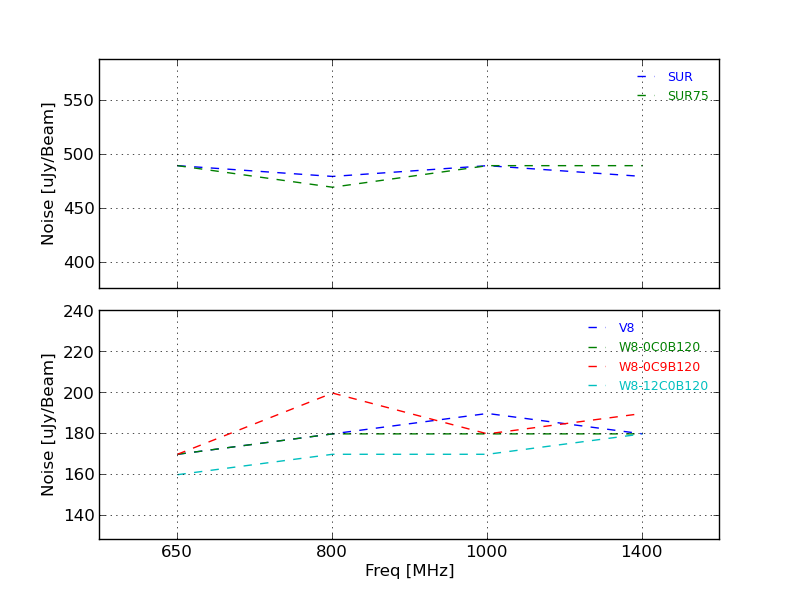 SUR
SUR75
550
500
450
400
Noise [uJy/Beam]
V8
W8-0C0B120
W8-0C9B120
W8-12C0B120
240
220
200
180
160
140
Noise [uJy/Beam]
650 800 1000 1400
Freq [MHz]